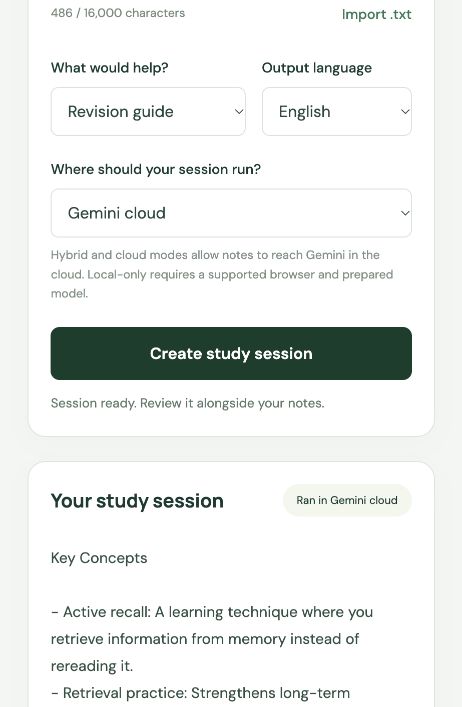 486 / 16,000 characters
Import .txt
What would help?
Output language
Revision guide
English
Where should your session run?
Gemini cloud
Hybrid and cloud modes allow notes to reach Gemini in the
cloud. Local-only requires a supported browser and prepared
model.
Create study session
Session ready. Review it alongside your notes.
Your study session
Ran in Gemini cloud
Key Concepts
- Active recall: A learning technique where you
retrieve information from memory instead of
rereading it.
- Retrieval practice: Strengthens long-term